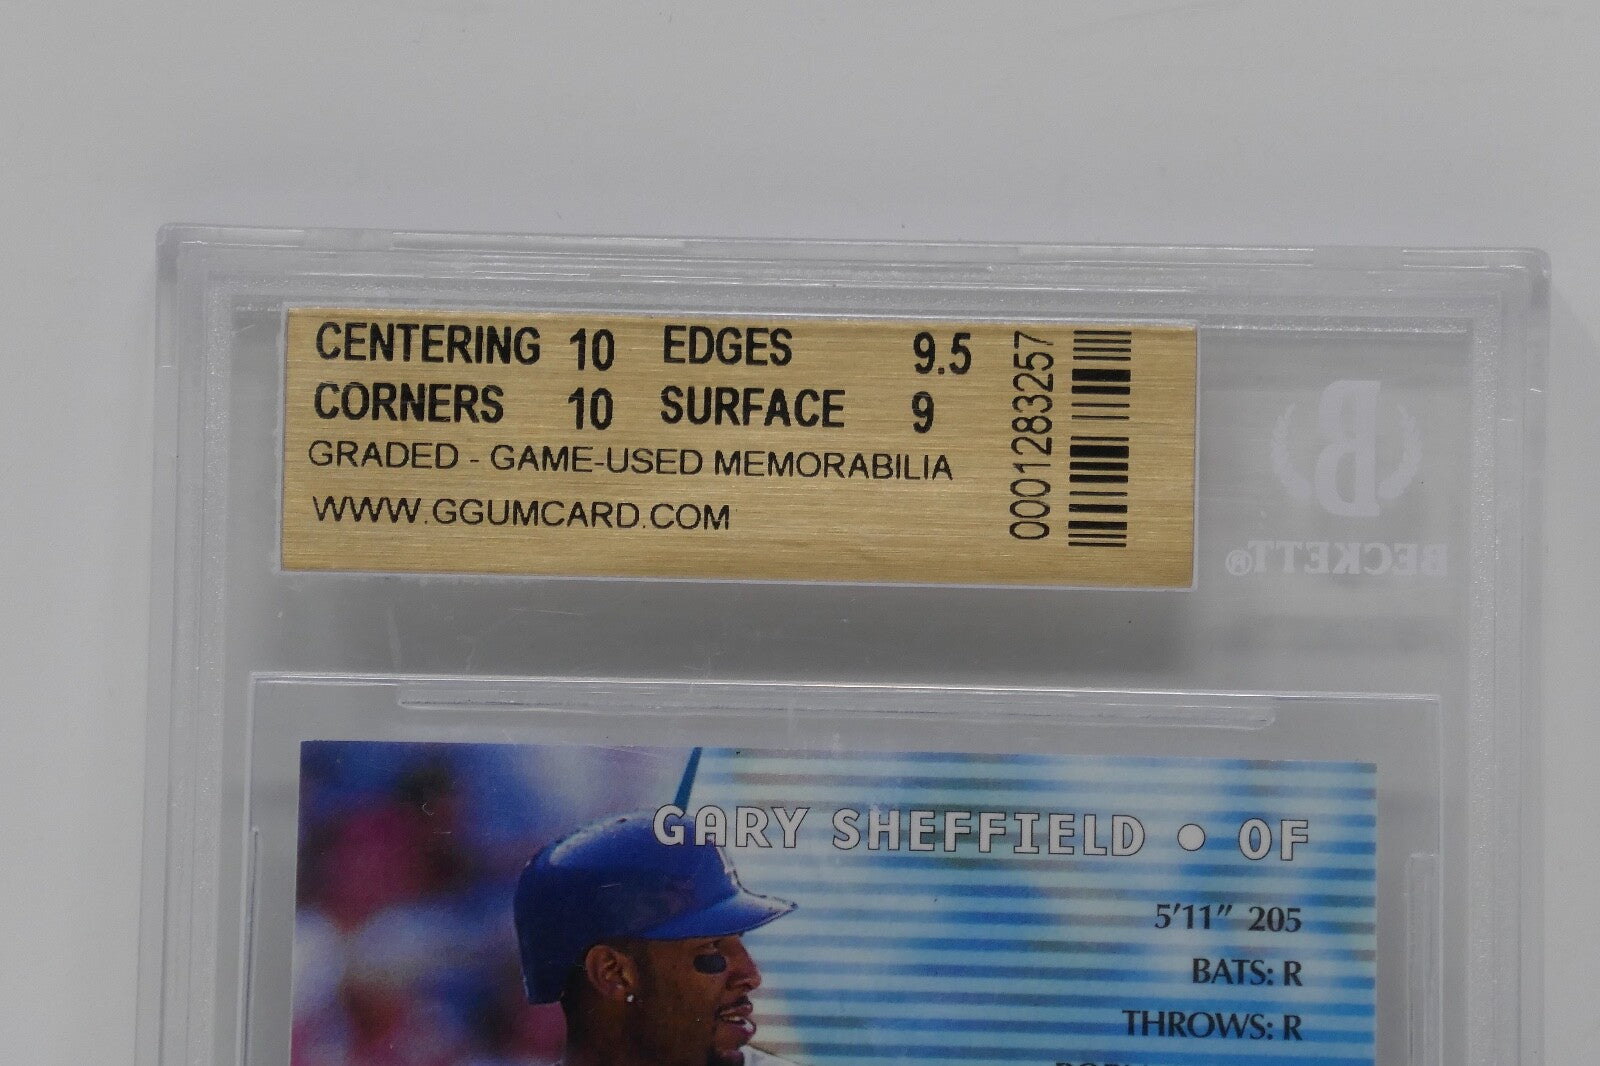 CENTERING 10 EDGES 9.5
CORNERS 10 SURFACE 9
GRADED - GAME-USED MEMORABILIA
WWW.GGUMCARD.COM
0001283257
B
BECKETT®
GARY SHEFFIELD • OF
5'11" 205
BATS: R
THROWS: R